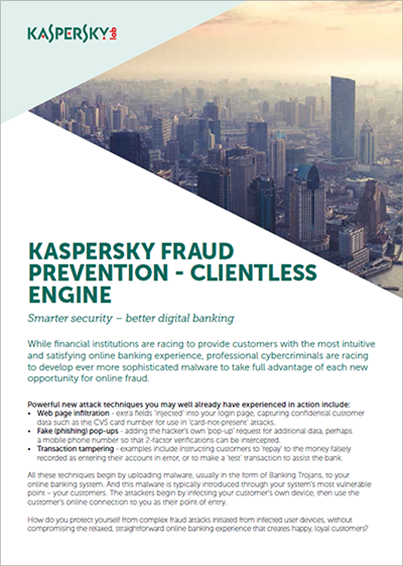 KASPERSKY lab
KASPERSKY FRAUD
PREVENTION - CLIENTLESS
ENGINE
Smarter security – better digital banking
While financial institutions are racing to provide customers with the most intuitive
and satisfying online banking experience, professional cybercriminals are racing
to develop ever more sophisticated malware to take full advantage of each new
opportunity for online fraud.
Powerful new attack techniques you may well already have experienced in action include:
• Web page infiltration - extra fields 'injected' into your login page, capturing confidential customer
data such as the CVS card number for use in 'card-not-present' attacks.
• Fake (phishing) pop-ups - adding the hacker's own 'pop-up' request for additional data, perhaps
a mobile phone number so that 2-factor verifications can be intercepted.
• Transaction tampering - examples include instructing customers to 'repay' to the money falsely
recorded as entering their account in error, or to make a 'test' transaction to assist the bank.
All these techniques begin by uploading malware, usually in the form of Banking Trojans, to your
online banking system. And this malware is typically introduced through your system's most vulnerable
point – your customers. The attackers begin by infecting your customer's own device, then use the
customer's online connection to you as their point of entry.
How do you protect yourself from complex fraud attacks initiated from infected user devices, without
compromising the relaxed, straightforward online banking experience that creates happy, loyal customers?